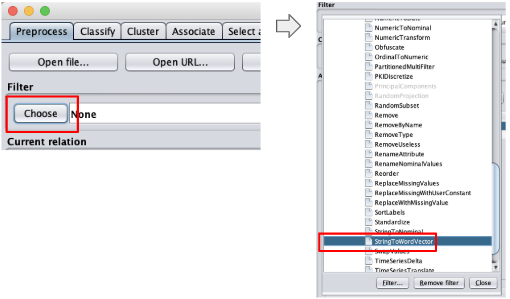 Preprocess Classify Cluster Associate Select a
Open file... Open URL...
Filter
Choose None
Current relation
Filter
NumericToNominal
NumericTransform
Obfuscate
OrdinalToNumeric
PartitionedMultiFilter
PKIDiscretize
PrincipalComponents
RandomProjection
RandomSubset
Remove
RemoveByName
RemoveType
RemoveUseless
RenameAttribute
RenameNominalValues
Reorder
ReplaceMissingValues
ReplaceMissingWithUserConstant
ReplaceWithMissingValue
SortLabels
Standardize
StringToNominal
StringToWordVector
SwapValues
TimeSeriesDelta
TimeSeriesTranslate
Filter... Remove filter Close